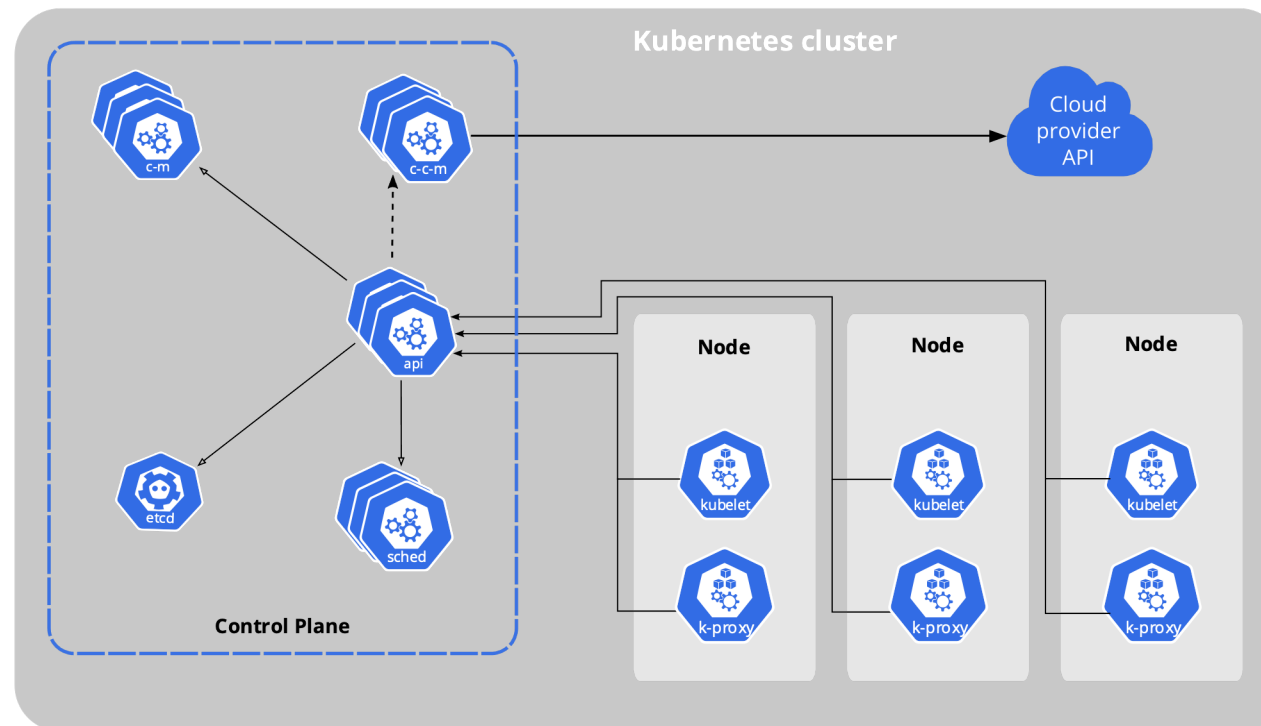 Kubernetes cluster
c-m
c-c-m
Cloud
provider
API
api
etcd
sched
Control Plane
Node
kubelet
k-proxy
Node
kubelet
k-proxy
Node
kubelet
k-proxy